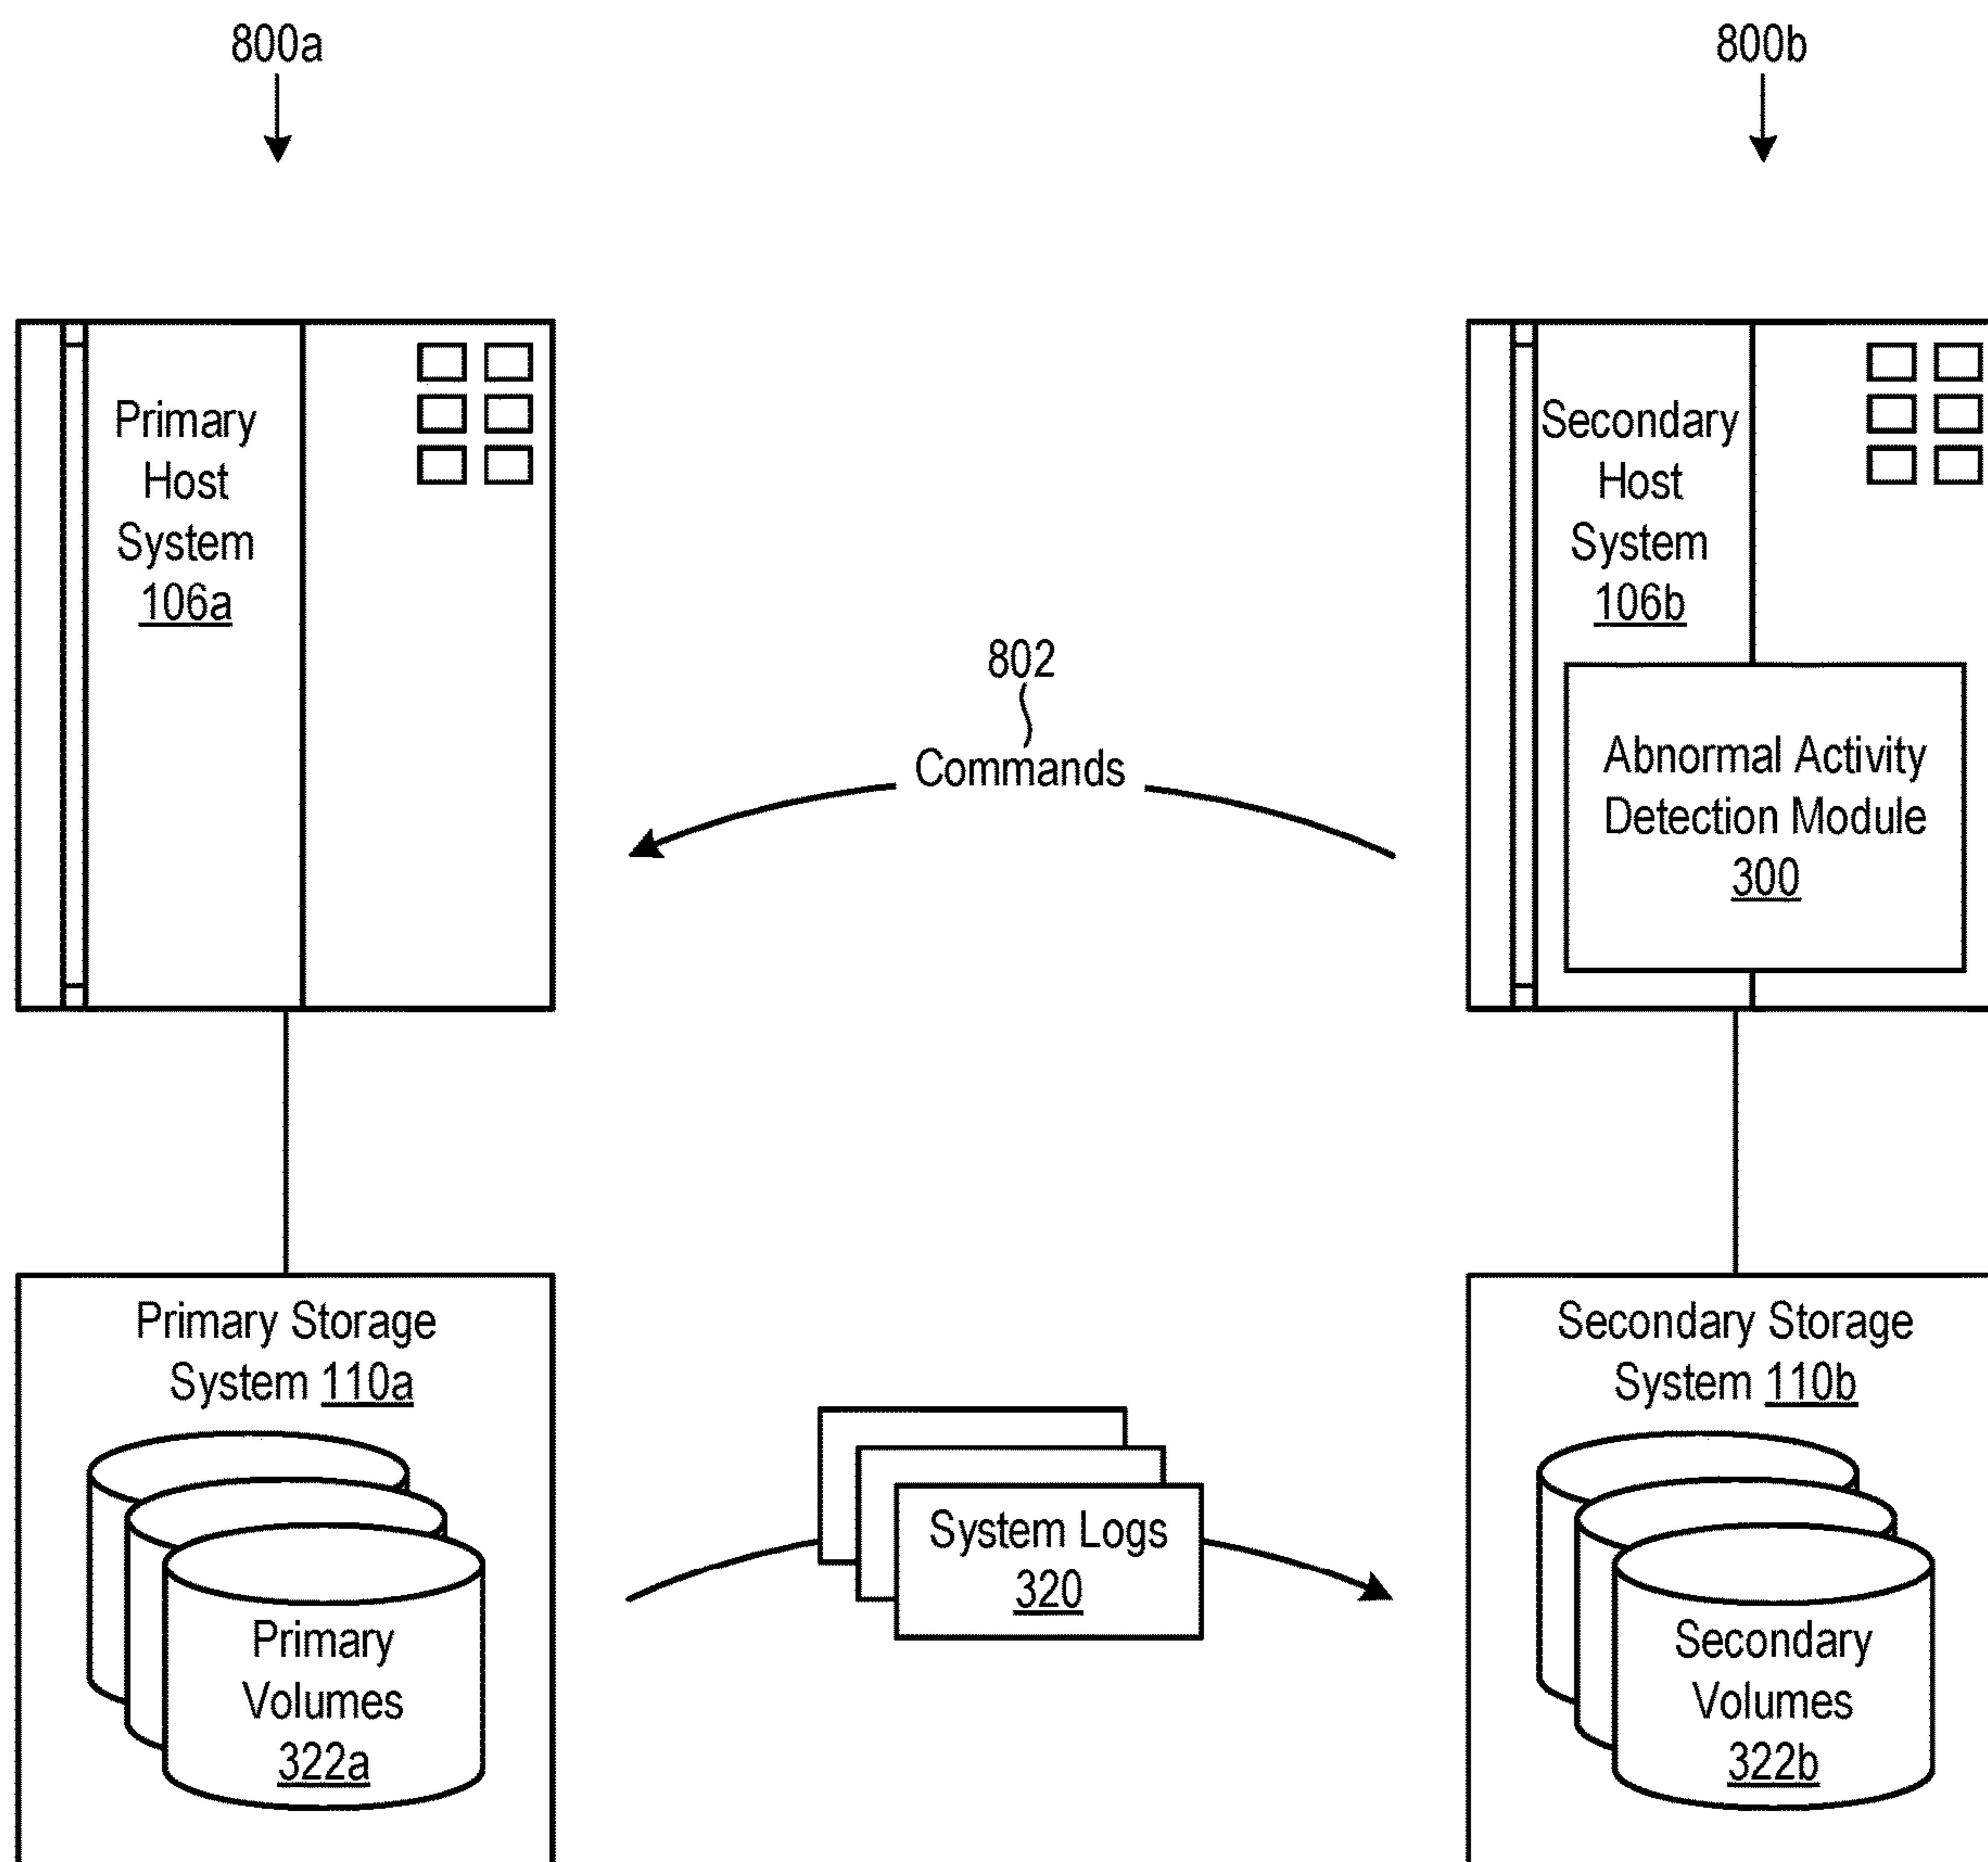 800a
800b
Primary
Host
System
106a
Secondary
Host
System
106b
802
Commands
Abnormal Activity
Detection Module
300
Primary Storage
System 110a
Secondary Storage
System 110b
System Logs
320
Primary
Volumes
322a
Secondary
Volumes
322b